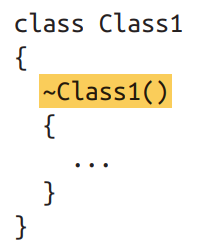 class Class1
{
~Class1()
{
...
}
}